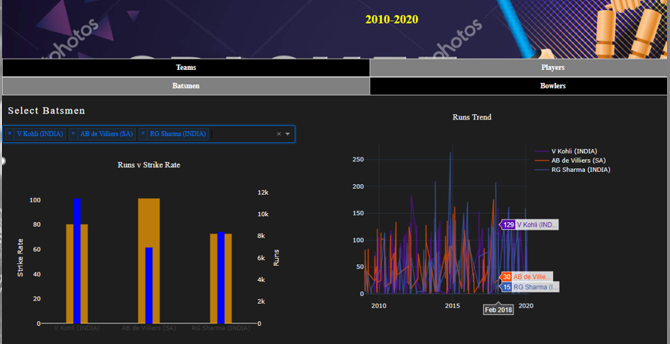 photos
2010-2020
photos
Teams
Players
Batsmen
Bowlers
Select Batsmen
× V Kohli (INDIA) × AB de Villiers (SA) × RG Sharma (INDIA)
×
Runs v Strike Rate
Strike Rate
100
80
60
40
20
0
12k
10k
8k
6k
4k
2k
0
Runs
V Kohli (INDIA)
AB de Villiers (SA)
RG Sharma (INDIA)
Runs Trend
250
200
150
100
50
0
2010
2015
2020
V Kohli (INDIA)
AB de Villiers (SA)
RG Sharma (INDIA)
129 V Kohli (IND...
30 AB de Villie...
15 RG Sharma (I...
Feb 2018